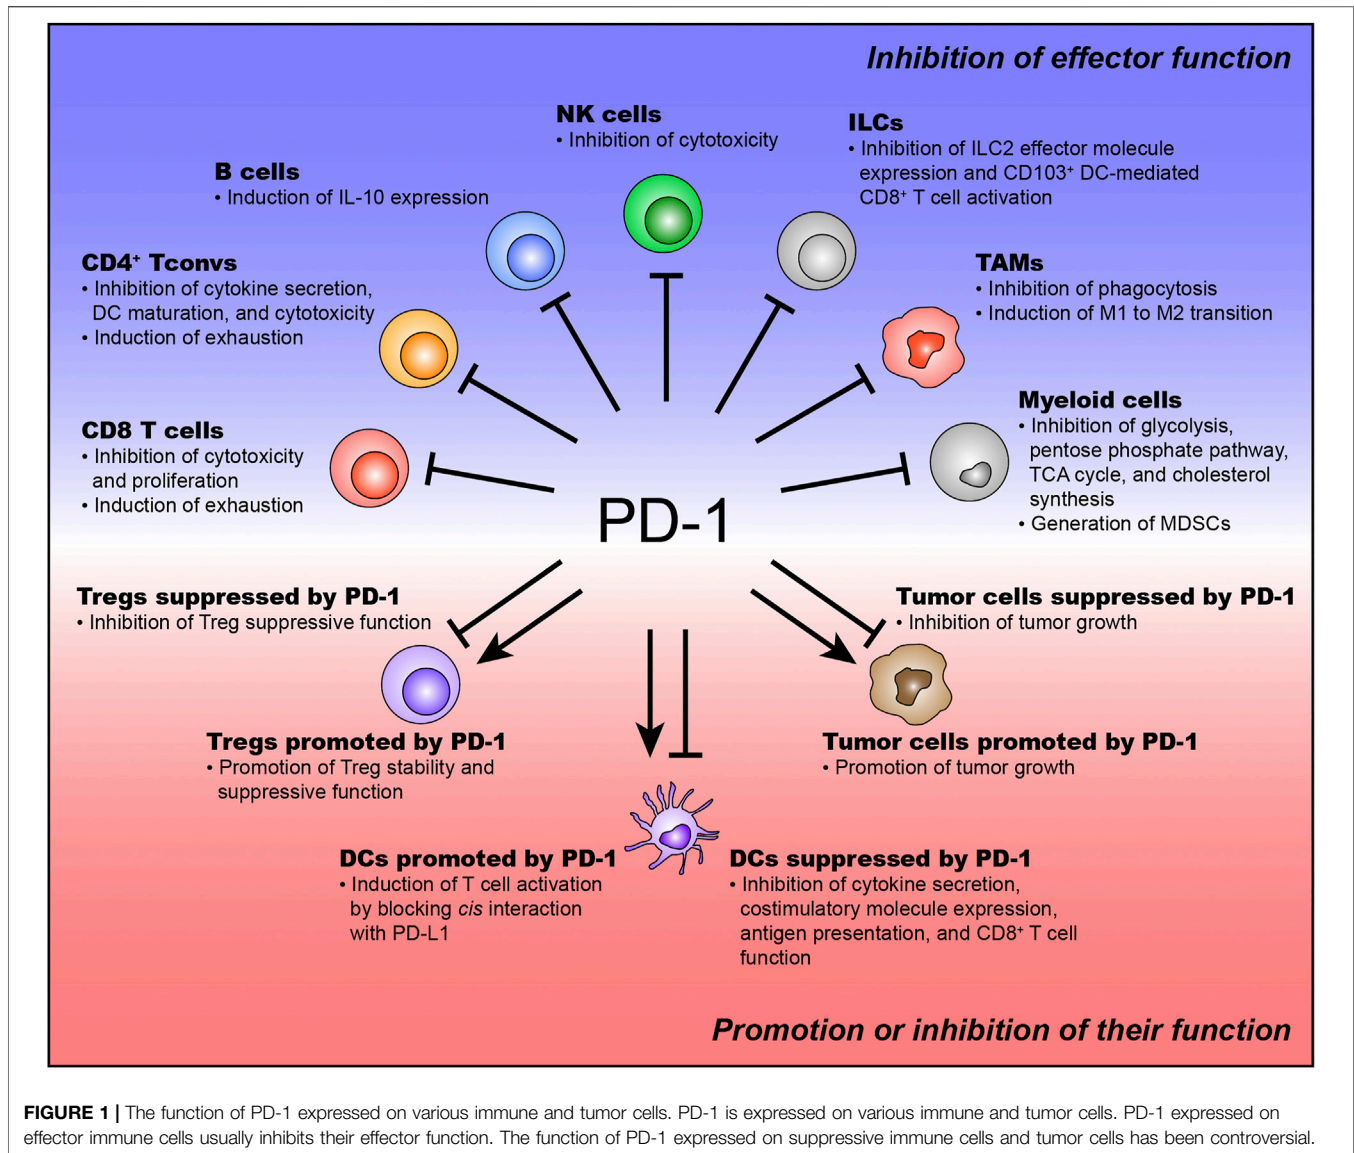 Inhibition of effector function
NK cells
• Inhibition of cytotoxicity
ILCs
• Inhibition of ILC2 effector molecule
expression and CD103⁺ DC-mediated
CD8⁺ T cell activation
B cells
• Induction of IL-10 expression
CD4⁺ Tconvs
• Inhibition of cytokine secretion,
DC maturation, and cytotoxicity
• Induction of exhaustion
TAMs
• Inhibition of phagocytosis
• Induction of M1 to M2 transition
CD8 T cells
• Inhibition of cytotoxicity
and proliferation
• Induction of exhaustion
Myeloid cells
• Inhibition of glycolysis,
pentose phosphate pathway,
TCA cycle, and cholesterol
synthesis
• Generation of MDSCs
PD-1
Tregs suppressed by PD-1
• Inhibition of Treg suppressive function
Tumor cells suppressed by PD-1
• Inhibition of tumor growth
Tregs promoted by PD-1
• Promotion of Treg stability and
suppressive function
Tumor cells promoted by PD-1
• Promotion of tumor growth
DCs promoted by PD-1
• Induction of T cell activation
by blocking cis interaction
with PD-L1
DCs suppressed by PD-1
• Inhibition of cytokine secretion,
costimulatory molecule expression,
antigen presentation, and CD8⁺ T cell
function
Promotion or inhibition of their function
FIGURE 1 | The function of PD-1 expressed on various immune and tumor cells. PD-1 is expressed on various immune and tumor cells. PD-1 expressed on
effector immune cells usually inhibits their effector function. The function of PD-1 expressed on suppressive immune cells and tumor cells has been controversial.